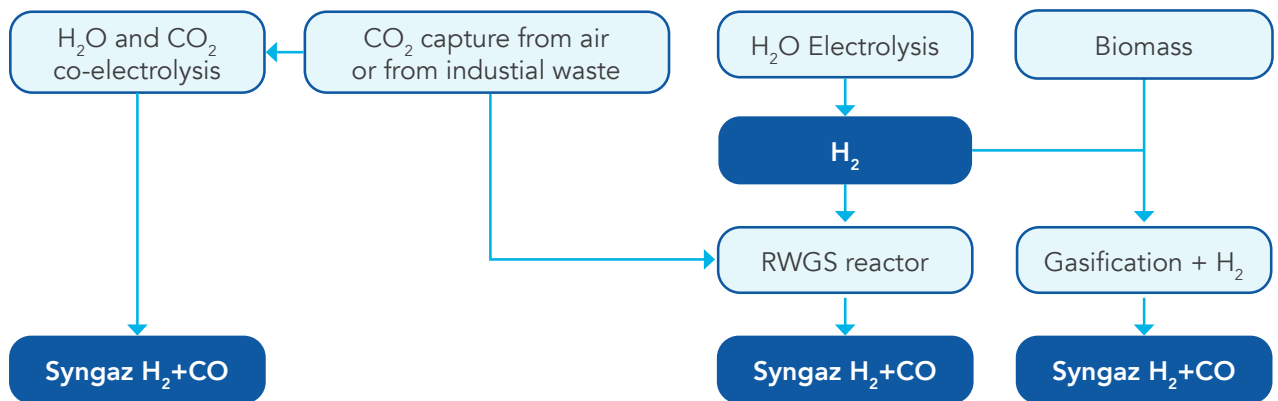 H₂O and CO₂
co-electrolysis
CO₂ capture from air
or from industial waste
H₂O Electrolysis
Biomass
H₂
RWGS reactor
Gasification + H₂
Syngaz H₂+CO
Syngaz H₂+CO
Syngaz H₂+CO